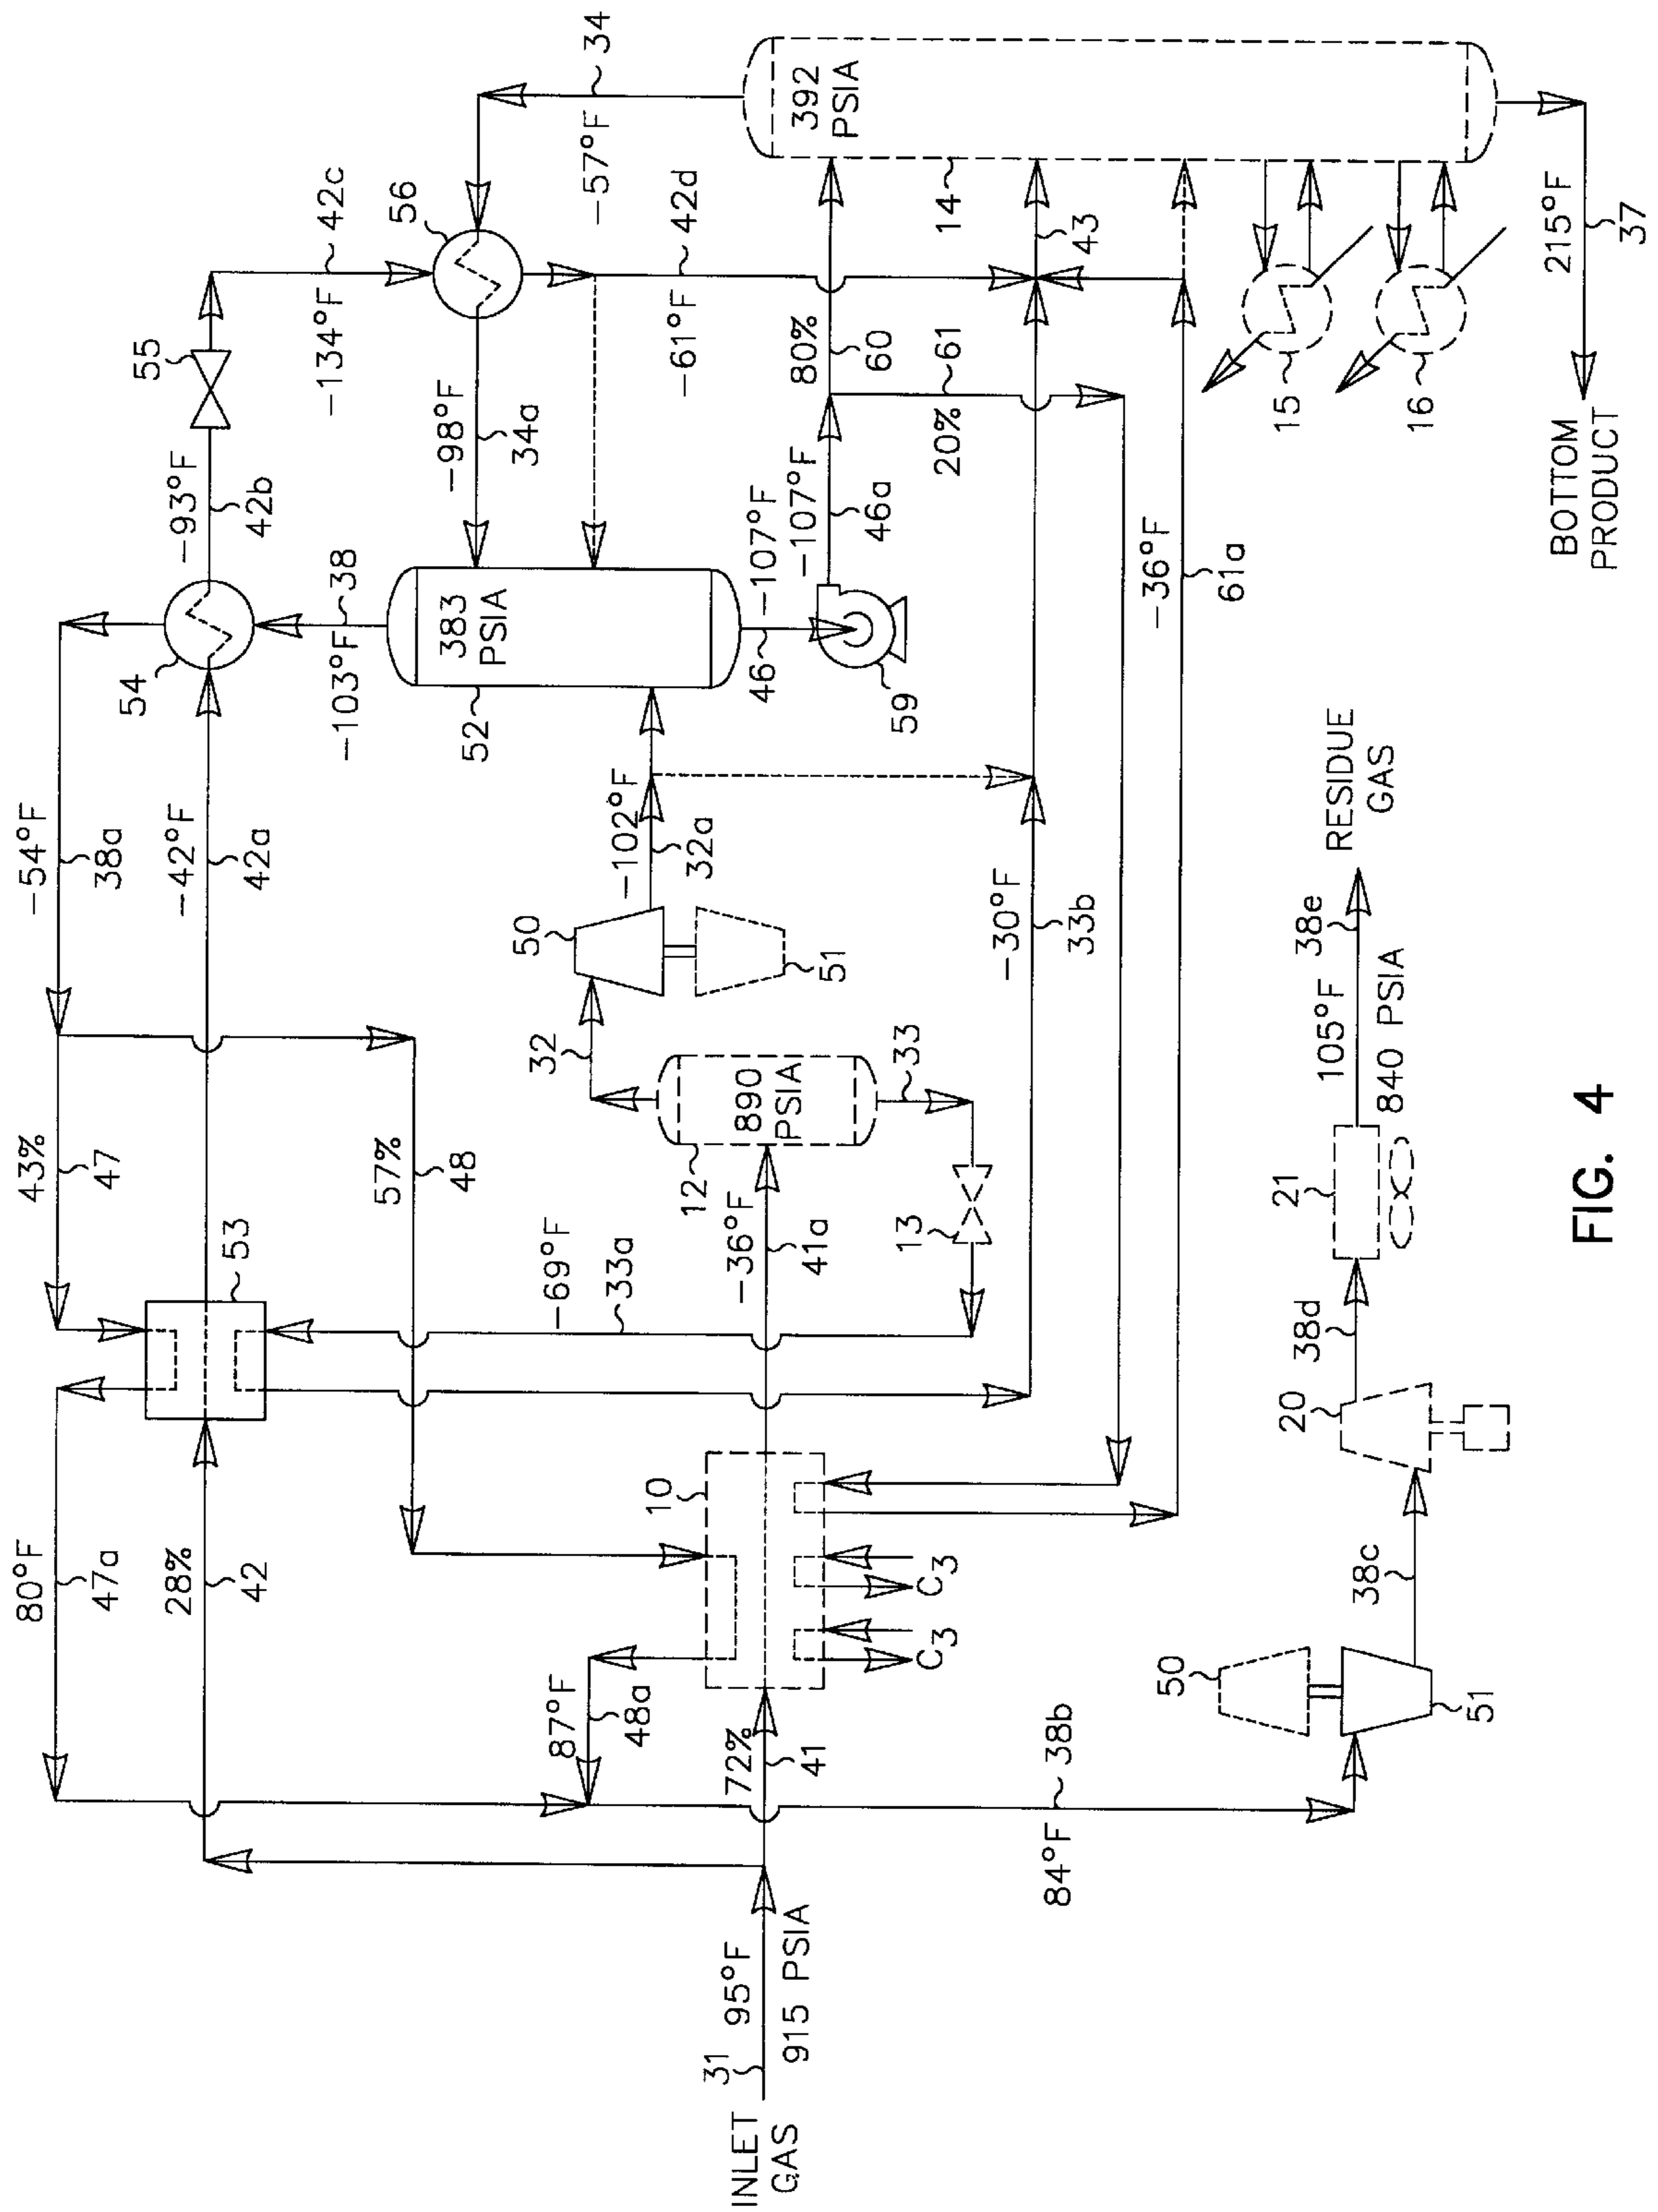 34
−57°F
392
PSIA
42c
−134°F
56
14
43
42d
−61°F
215°F
37
BOTTOM
PRODUCT
15
16
55
−93°F
42b
−98°F
34a
80%
60
61
20%
−107°F
46a
−107°F
46
59
−36°F
61a
54
38
−103°F
383
PSIA
52
−54°F
38a
−42°F
42a
−102°F
32a
50
51
−30°F
33b
RESIDUE
GAS
38e
105°F
840 PSIA
32
33
890
PSIA
12
13
43%
47
57%
48
53
−69°F
33a
−36°F
41a
21
38d
20
10
C3
C3
38c
80°F
47a
28%
42
87°F
48a
72%
41
50
51
38b
84°F
31
95°F
915 PSIA
INLET
GAS
FIG. 4